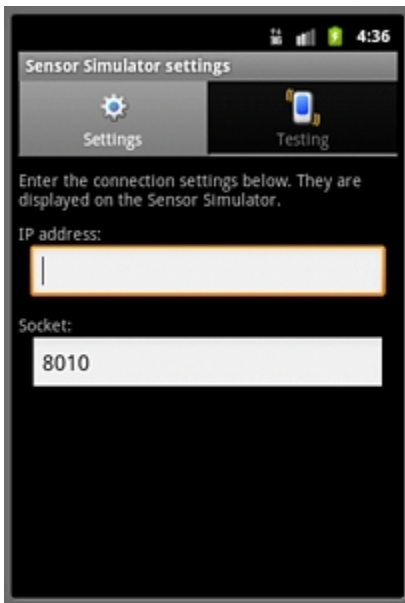 4:36
Sensor Simulator settings
Settings
Testing
Enter the connection settings below. They are
displayed on the Sensor Simulator.
IP address:
Socket:
8010